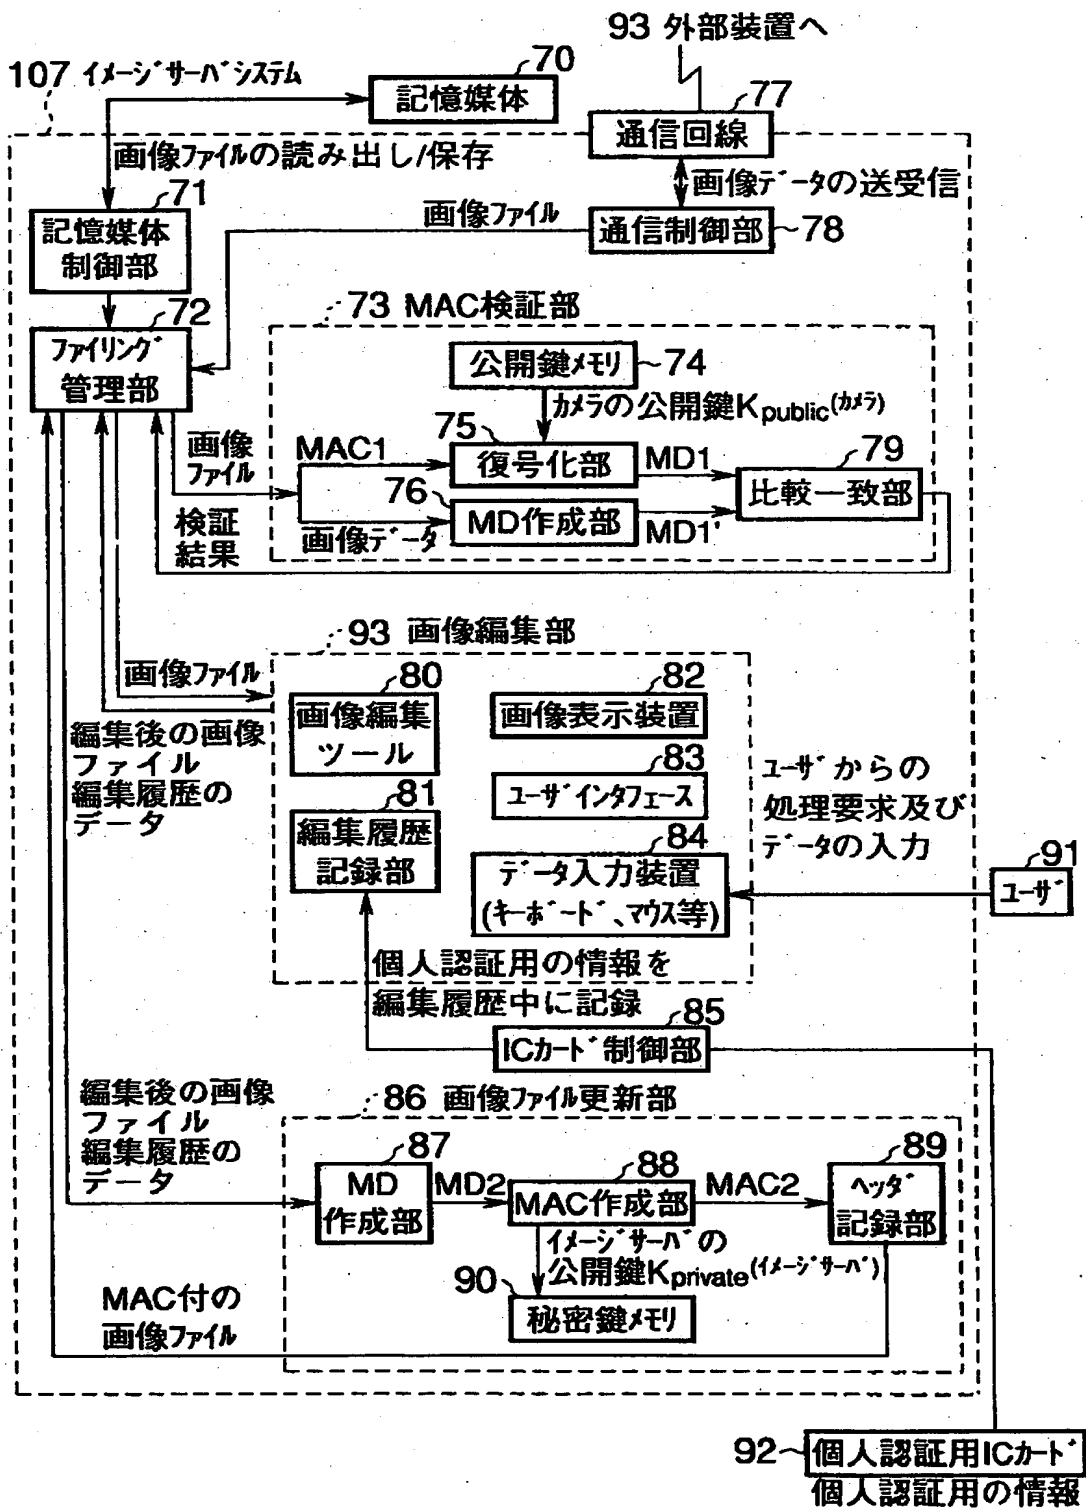 93 外部装置へ
107 イメージサーバシステム
70
記憶媒体
77
通信回線
画像ファイルの読み出し/保存
画像データの送受信
71
記憶媒体
制御部
画像ファイル
通信制御部
78
72
ファイリング
管理部
73 MAC検証部
公開鍵メモリ
74
カメラの公開鍵Kpublic(カメラ)
画像
ファイル
MAC1
75
復号化部
MD1
79
比較一致部
76
MD作成部
MD1'
画像データ
検証
結果
93 画像編集部
画像ファイル
80
画像編集
ツール
82
画像表示装置
編集後の画像
ファイル
編集履歴の
データ
83
ユーザインタフェース
ユーザからの
処理要求及び
データの入力
81
編集履歴
記録部
84
データ入力装置
(キーボード、マウス等)
91
ユーザ
個人認証用の情報を
編集履歴中に記録
85
ICカード制御部
編集後の画像
ファイル
編集履歴の
データ
86 画像ファイル更新部
87
MD
作成部
MD2
88
MAC作成部
MAC2
89
ヘッダ
記録部
イメージサーバの
公開鍵Kprivate(イメージサーバ)
90
秘密鍵メモリ
MAC付の
画像ファイル
92
個人認証用ICカード
個人認証用の情報